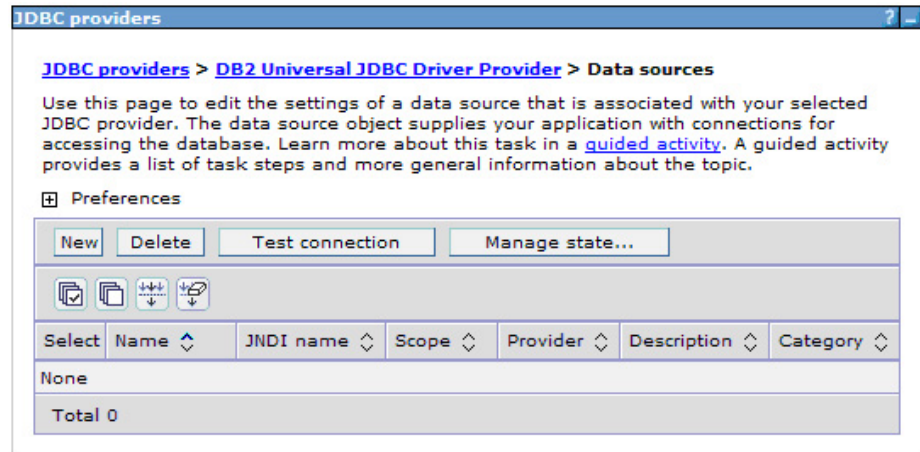 JDBC providers ? –
JDBC providers > DB2 Universal JDBC Driver Provider > Data sources
Use this page to edit the settings of a data source that is associated with your selected
JDBC provider. The data source object supplies your application with connections for
accessing the database. Learn more about this task in a guided activity. A guided activity
provides a list of task steps and more general information about the topic.
Preferences
New Delete Test connection Manage state...
Select Name JNDI name Scope Provider Description Category
None
Total 0